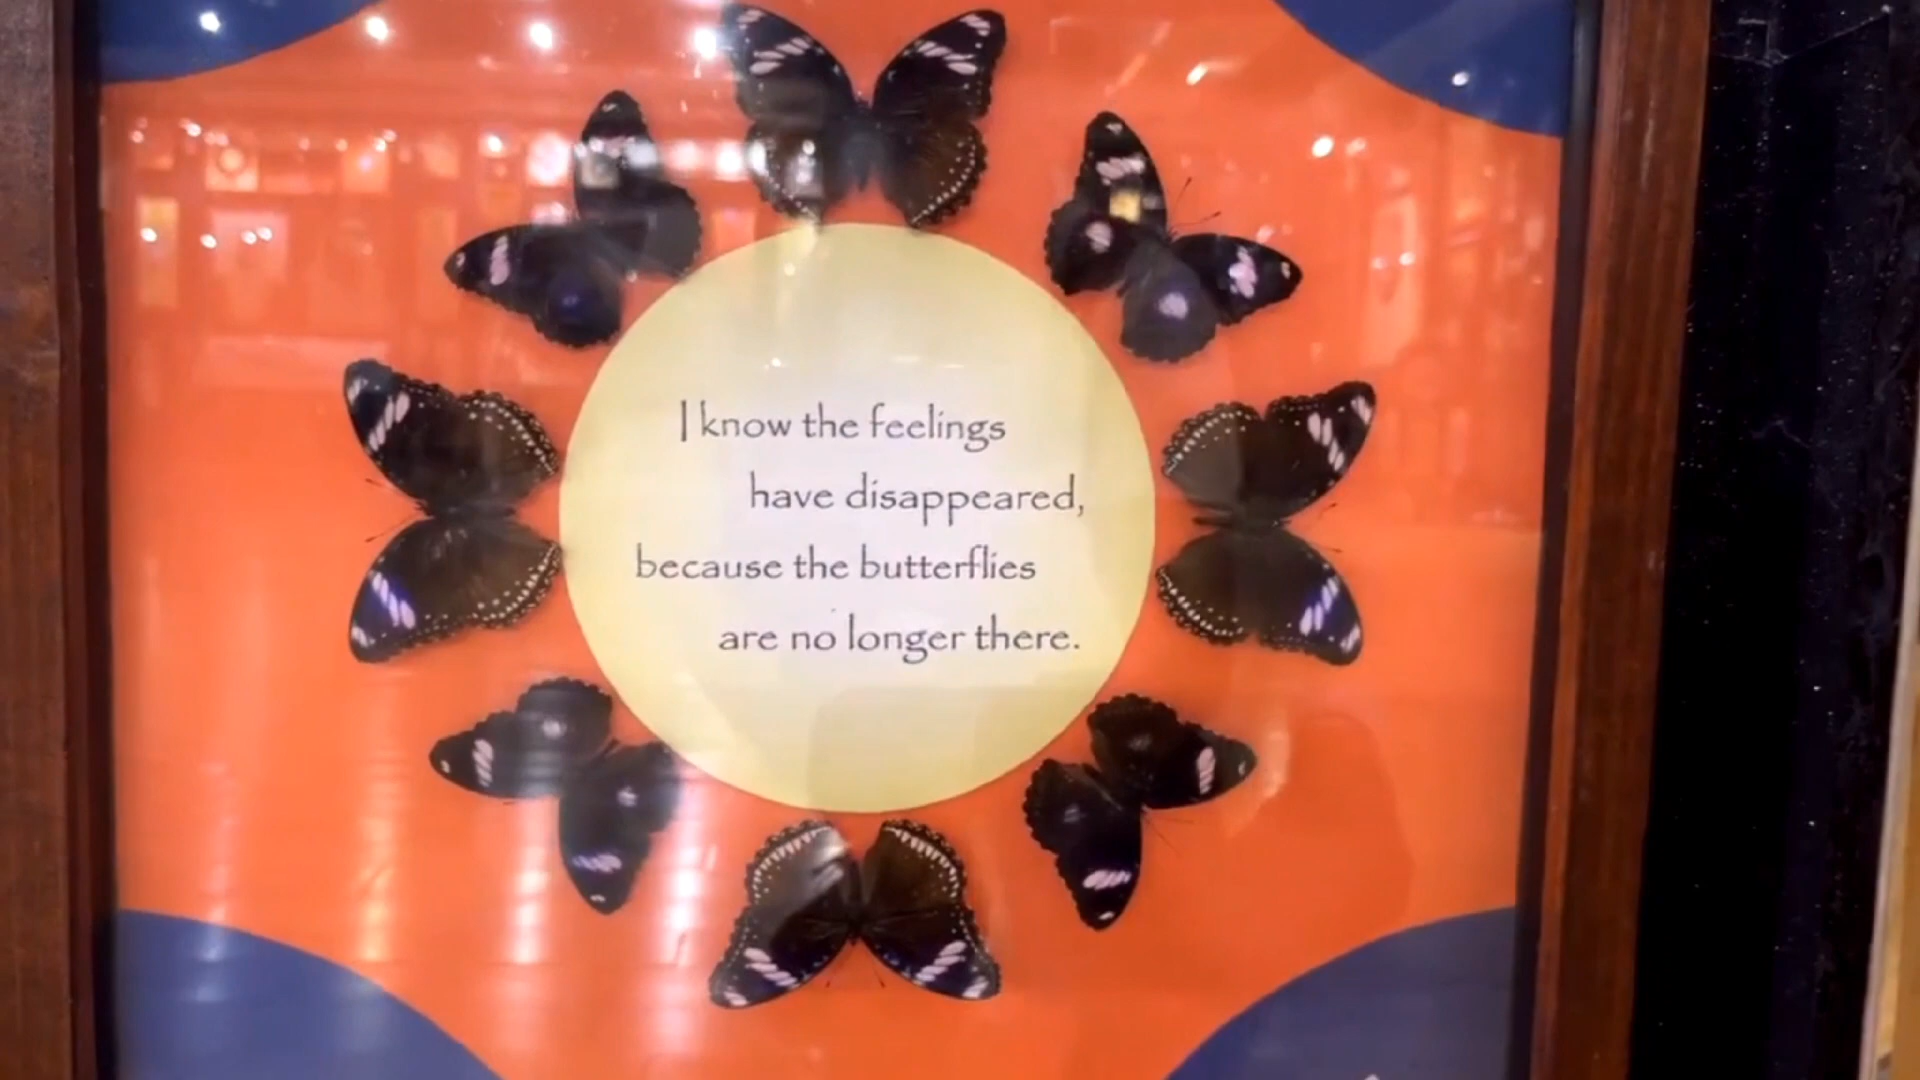 I know the feelings
have disappeared,
because the butterflies
are no longer there.